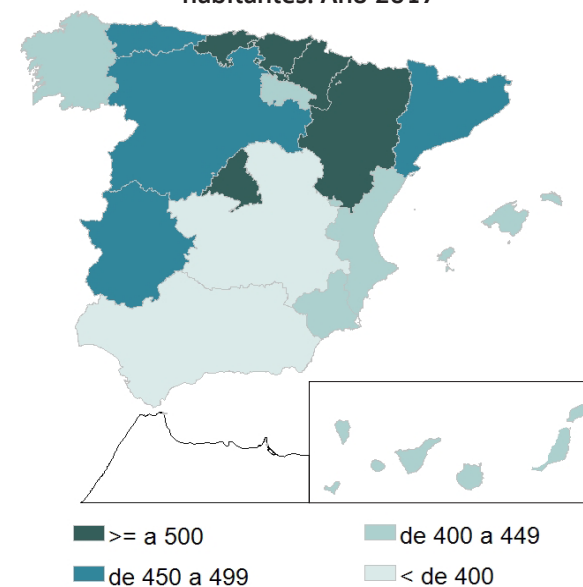 habitantes. Año 2017
>= a 500
de 400 a 449
de 450 a 499
< de 400